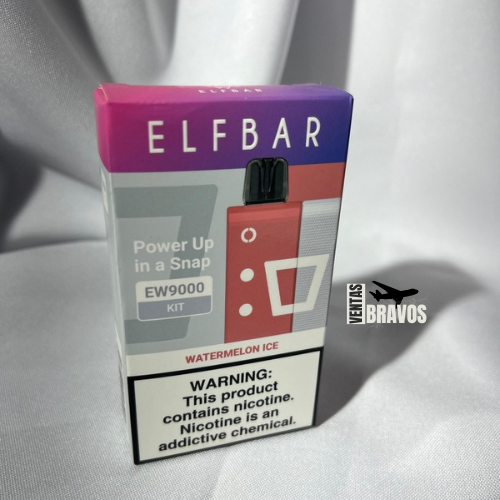 ELFBAR
ELFBAR
Power Up
in a Snap
EW9000
KIT
VENTAS
BRAVOS
WATERMELON ICE
WARNING:
This product
contains nicotine.
Nicotine is an
addictive chemical.